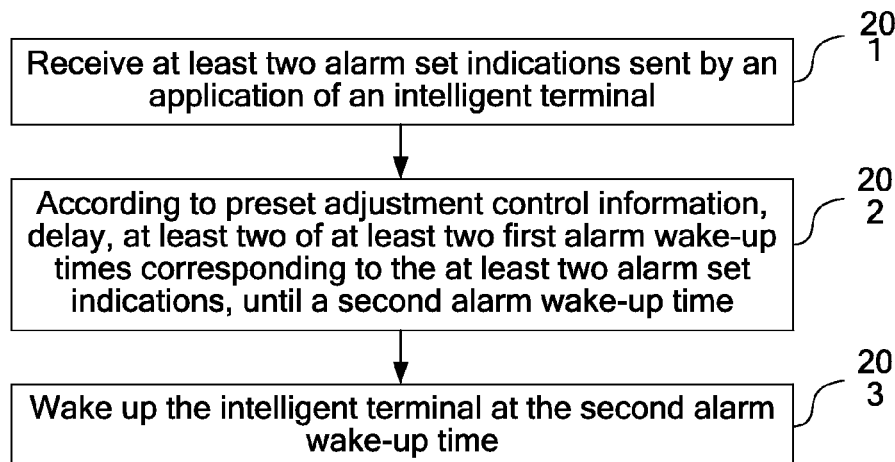 20
1
Receive at least two alarm set indications sent by an
application of an intelligent terminal
20
2
According to preset adjustment control information,
delay, at least two of at least two first alarm wake-up
times corresponding to the at least two alarm set
indications, until a second alarm wake-up time
20
3
Wake up the intelligent terminal at the second alarm
wake-up time